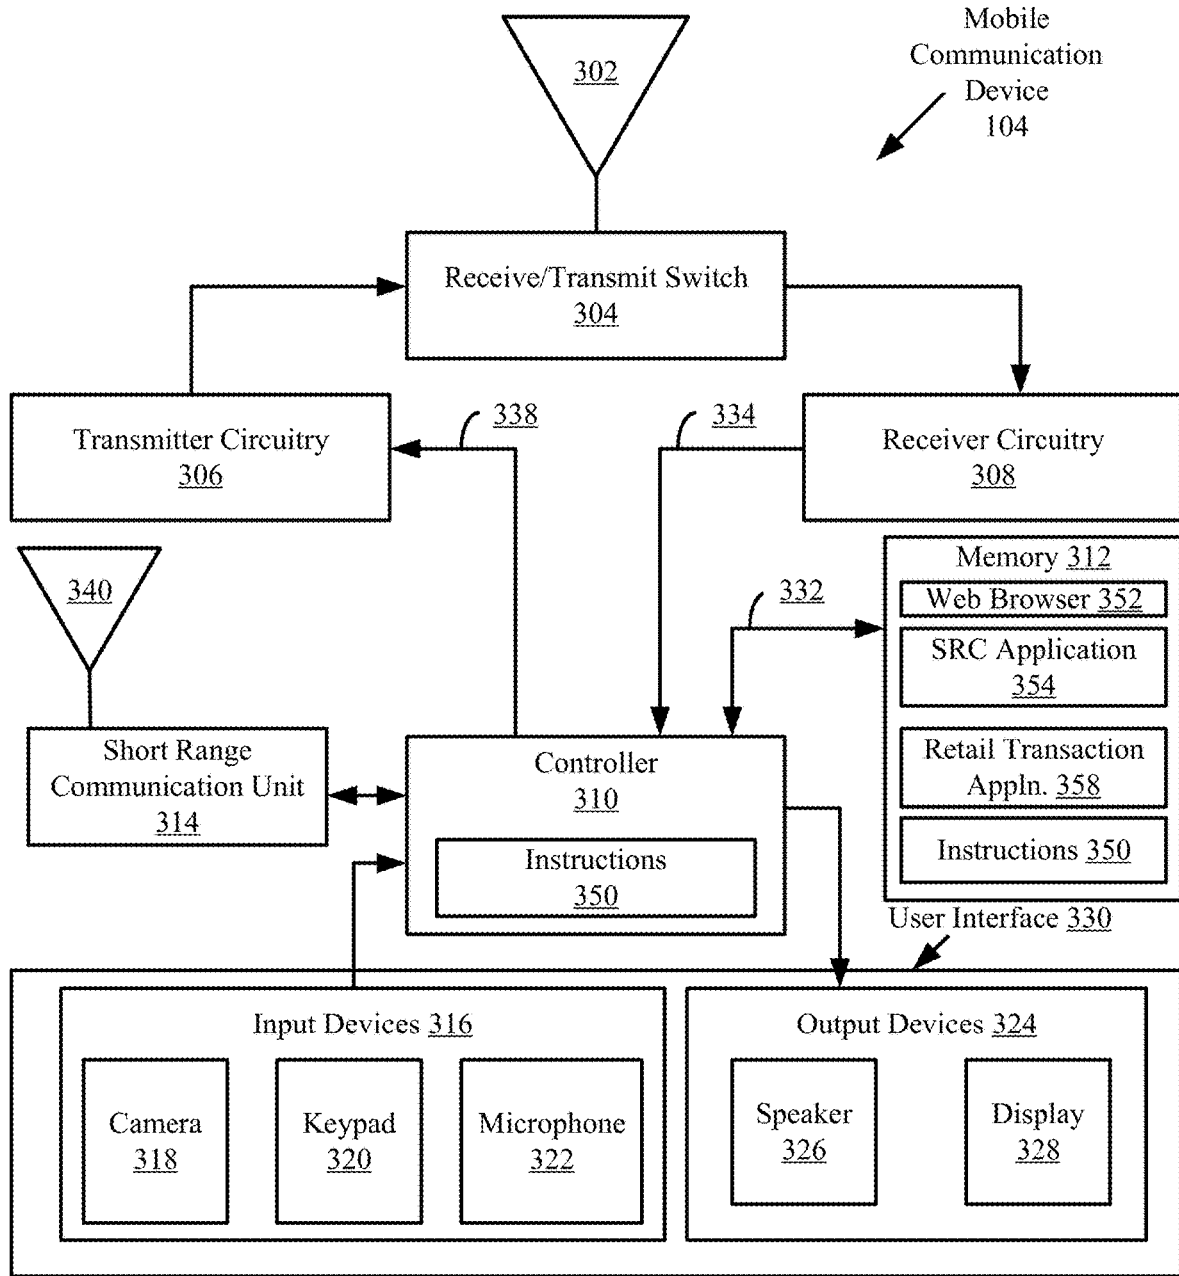 Mobile
Communication
Device
104
302
Receive/Transmit Switch
304
Transmitter Circuitry
306
338
334
Receiver Circuitry
308
340
332
Memory 312
Web Browser 352
SRC Application
354
Retail Transaction
Appln. 358
Instructions 350
Short Range
Communication Unit
314
Controller
310
Instructions
350
User Interface 330
Input Devices 316
Camera
318
Keypad
320
Microphone
322
Output Devices 324
Speaker
326
Display
328